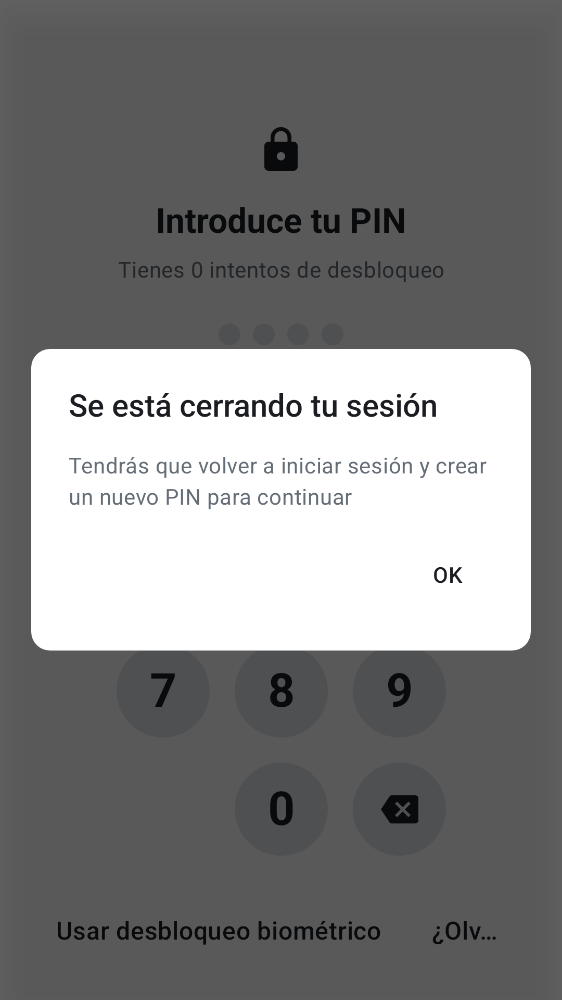 Introduce tu PIN
Tienes 0 intentos de desbloqueo
Se está cerrando tu sesión
Tendrás que volver a iniciar sesión y crear
un nuevo PIN para continuar
OK
7 8 9
0
Usar desbloqueo biométrico ¿Olv...